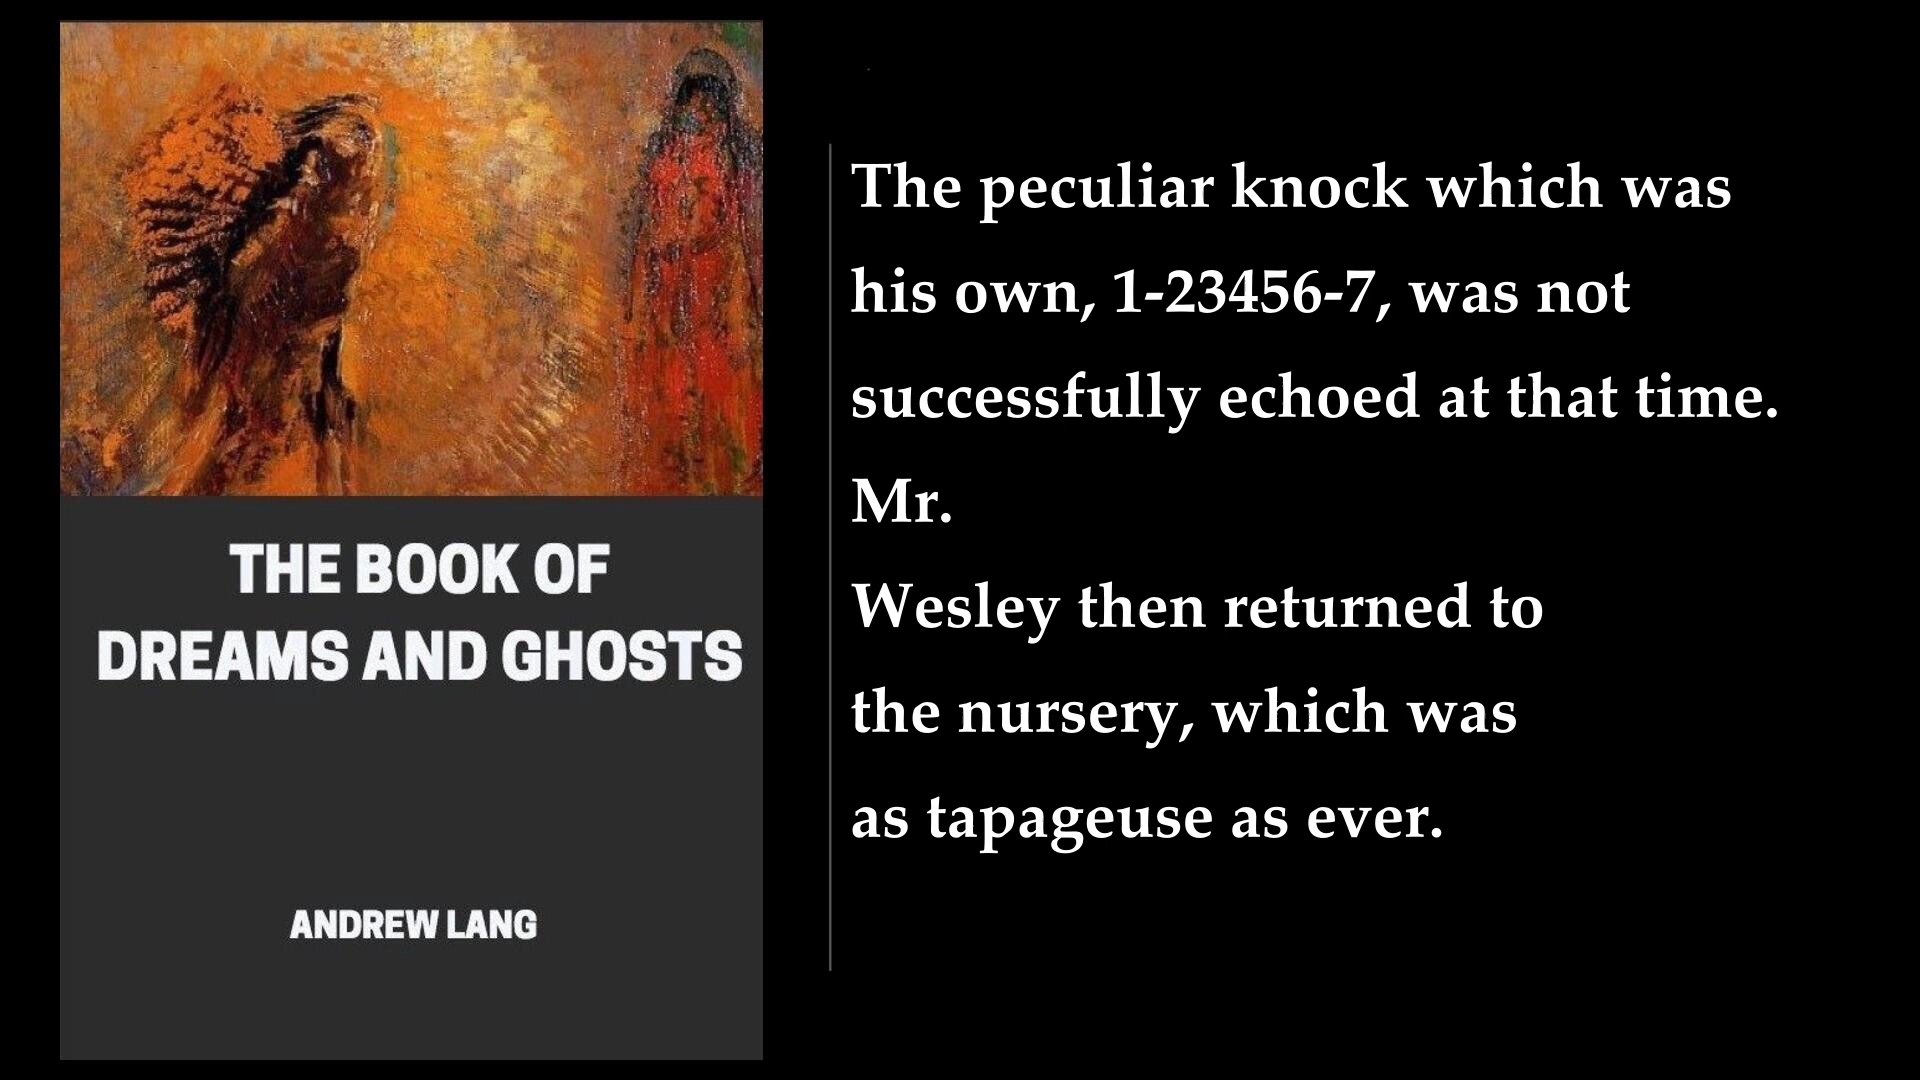 THE BOOK OF
DREAMS AND GHOSTS
ANDREW LANG
The peculiar knock which was
his own, 1-23456-7, was not
successfully echoed at that time.
Mr.
Wesley then returned to
the nursery, which was
as tapageuse as ever.